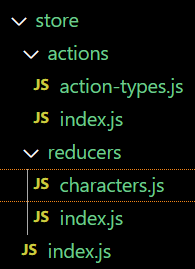 store
actions
JS action-types.js
JS index.js
reducers
JS characters.js
JS index.js
JS index.js